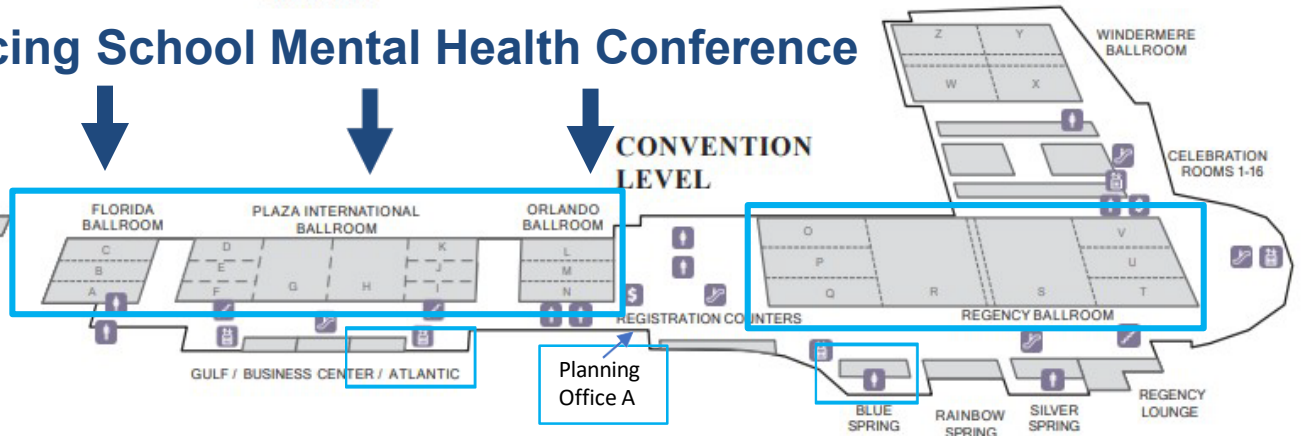 cing School Mental Health Conference
Z Y
WINDERMERE
BALLROOM
W X
CONVENTION
LEVEL
CELEBRATION
ROOMS 1-16
FLORIDA
BALLROOM
C
B
A
PLAZA INTERNATIONAL
BALLROOM
D K
E J
F G H I
ORLANDO
BALLROOM
L
M
N
O V
P U
Q R S T
$
REGISTRATION COUNTERS
REGENCY BALLROOM
GULF / BUSINESS CENTER / ATLANTIC
Planning
Office A
BLUE
SPRING
RAINBOW
SPRING
SILVER
SPRING
REGENCY
LOUNGE